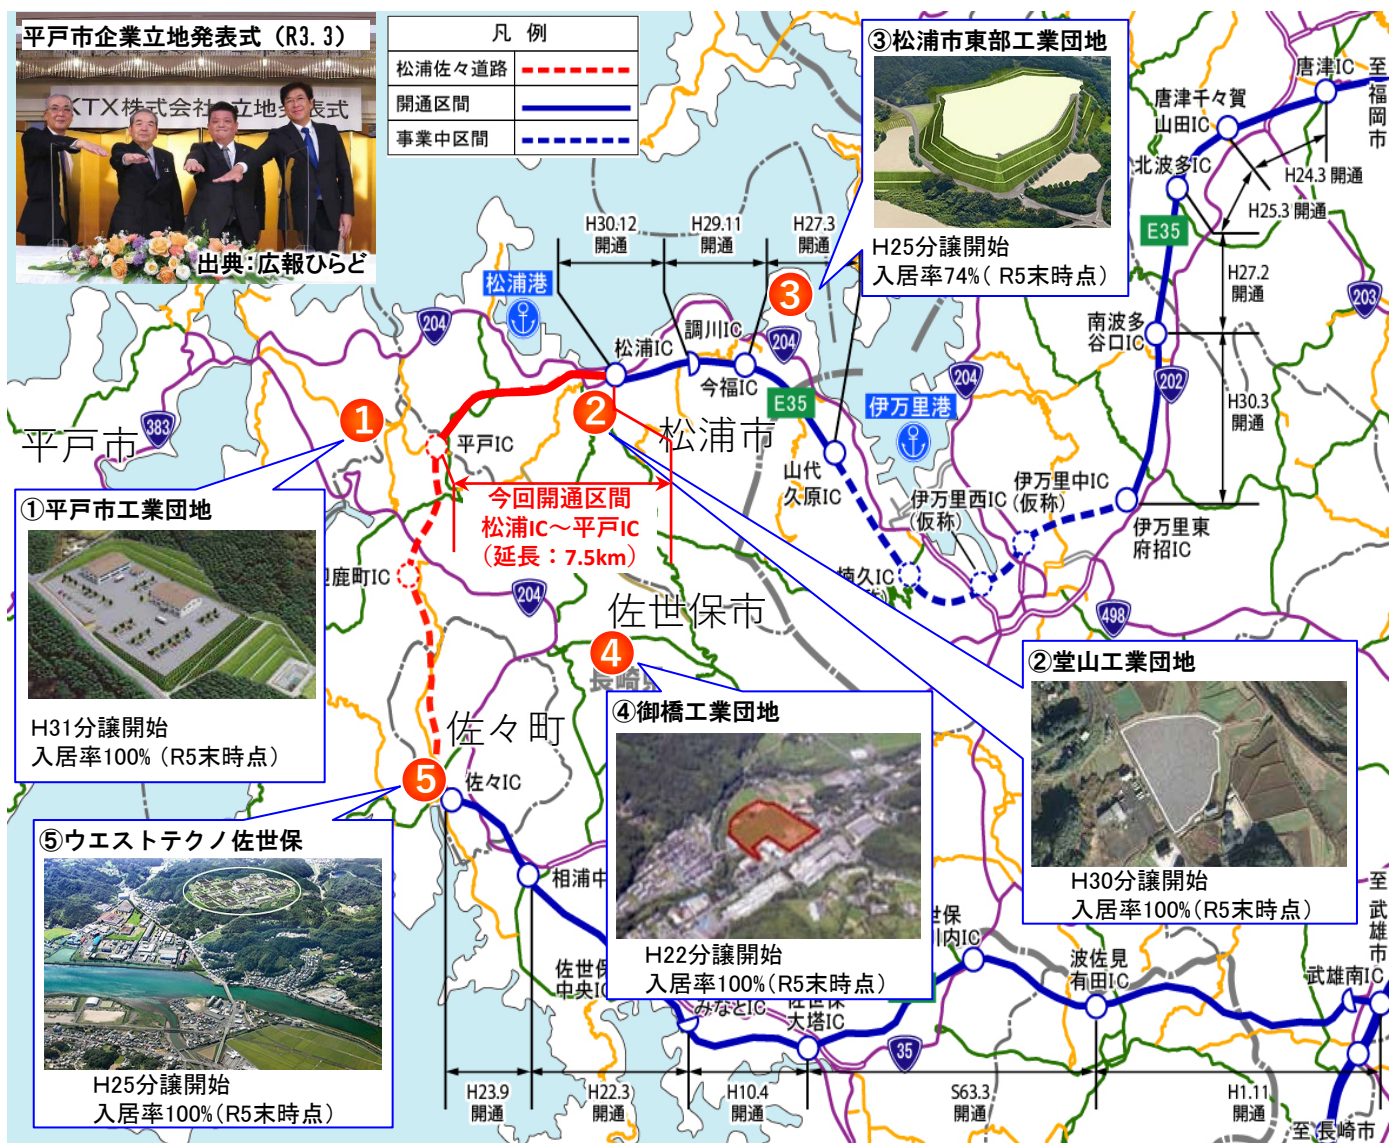 平戸市企業立地発表式（R3.3）
KTX株式会社 立地発表式
出典：広報ひらど
凡 例
松浦佐々道路
開通区間
事業中区間
③松浦市東部工業団地
H25分譲開始
入居率74%( R5末時点)
唐津IC
至 福岡市
唐津千々賀
山田IC
北波多IC
H24.3 開通
H25.3 開通
E35
H27.2
開通
203
南波多
谷口IC
202
H30.3
開通
H30.12
開通
H29.11
開通
H27.3
開通
松浦港
204
松浦IC
調川IC
今福IC
③
204
E35
204
伊万里港
383
平戸市
①
平戸IC
②
松浦市
山代
久原IC
伊万里西IC
(仮称)
伊万里中IC
(仮称)
伊万里東
府招IC
今回開通区間
松浦IC～平戸IC
（延長：7.5km）
①平戸市工業団地
H31分譲開始
入居率100% (R5末時点)
鹿町IC
楠久IC
204
佐世保市
498
④
長崎県
②堂山工業団地
H30分譲開始
入居率100%(R5末時点)
④御橋工業団地
H22分譲開始
入居率100%(R5末時点)
佐々町
⑤
佐々IC
⑤ウエストテクノ佐世保
H25分譲開始
入居率100%(R5末時点)
相浦中
佐世保
中央IC
みなとIC
佐世保
大塔IC
世保
川内IC
波佐見
有田IC
武雄南IC
至 武雄市
35
H23.9
開通
H22.3
開通
H10.4
開通
S63.3
開通
H1.11
開通
至 長崎市